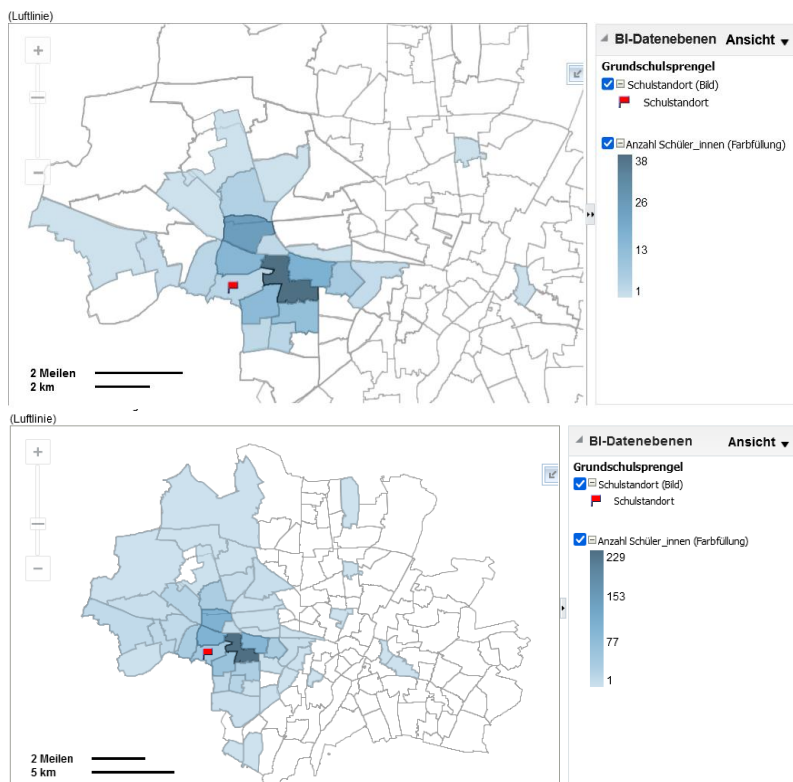 (Luftlinie)
BI-Datenebenen Ansicht
Grundschulsprengel
Schulstandort (Bild)
Schulstandort
Anzahl Schüler_innen (Farbfüllung)
38
26
13
1
2 Meilen
2 km
(Luftlinie)
BI-Datenebenen Ansicht
Grundschulsprengel
Schulstandort (Bild)
Schulstandort
Anzahl Schüler_innen (Farbfüllung)
229
153
77
1
2 Meilen
5 km